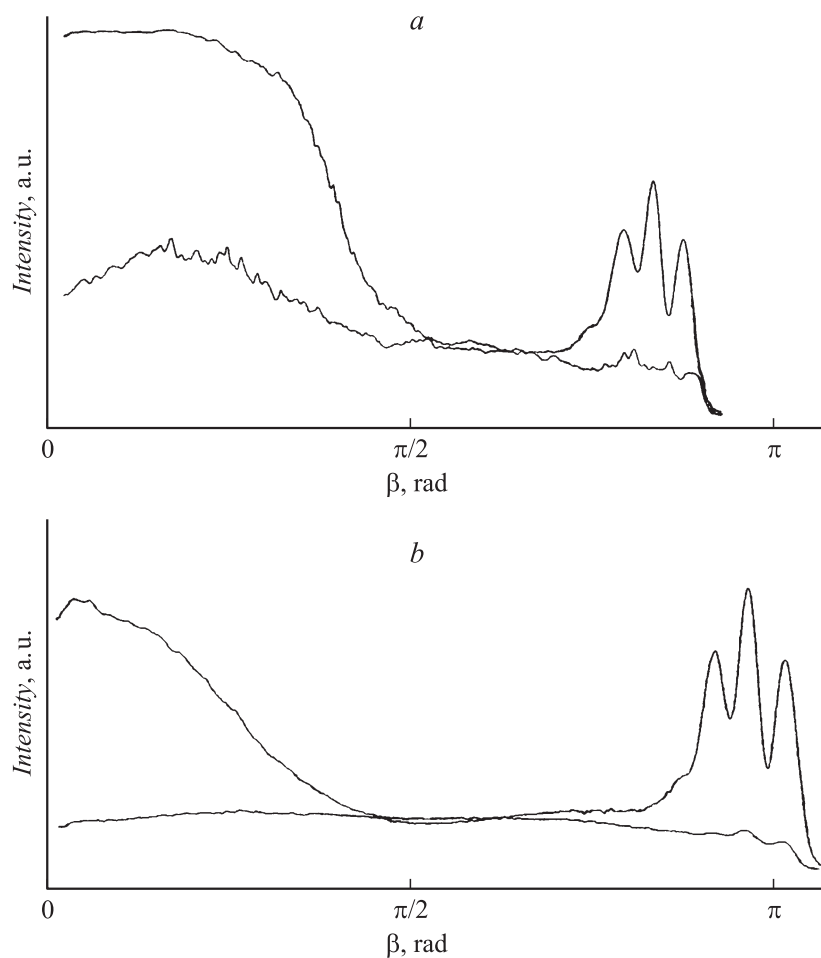 a
Intensity, a.u.
0 π/2 π
β, rad
b
Intensity, a.u.
0 π/2 π
β, rad